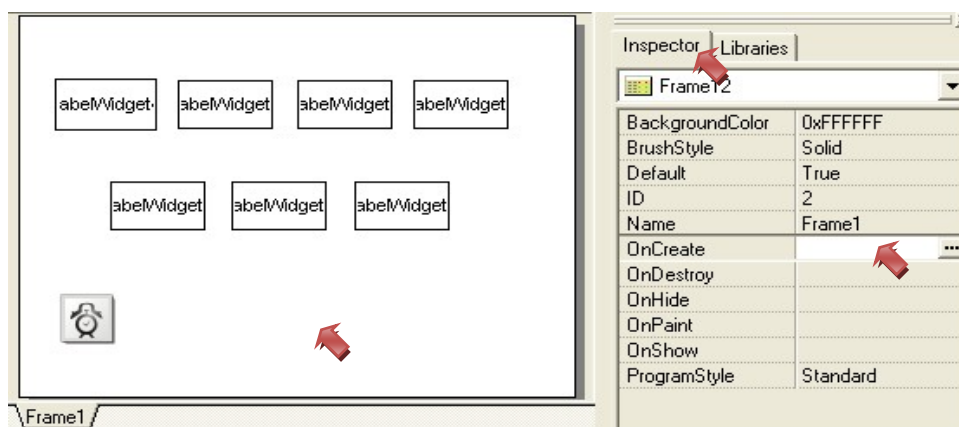 Inspector Libraries
Frame12
BackgroundColor 0xFFFFFF
BrushStyle Solid
Default True
ID 2
Name Frame1
OnCreate ...
OnDestroy
OnHide
OnPaint
OnShow
ProgramStyle Standard
abelWidget abelWidget abelWidget abelWidget
abelWidget abelWidget abelWidget
Frame1